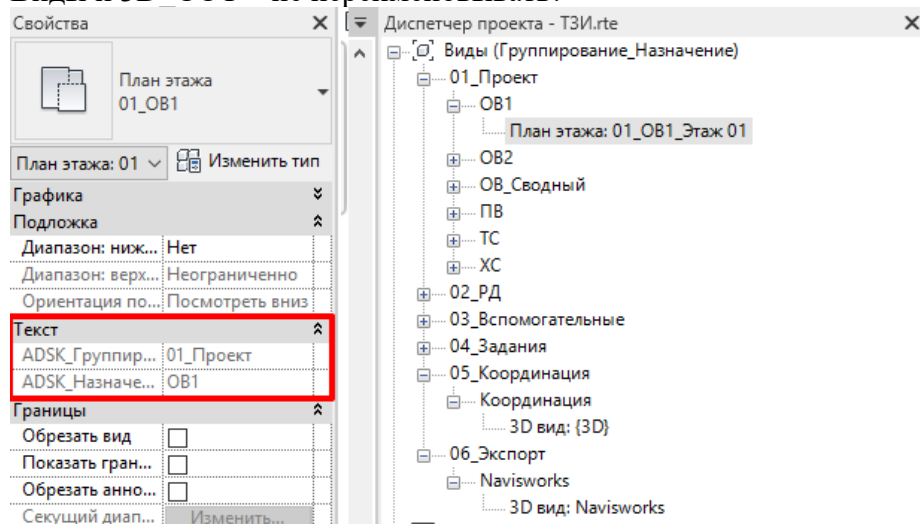 Свойства
План этажа
01_ОВ1
План этажа: 01
Изменить тип
Графика
Подложка
Диапазон: ниж... Нет
Диапазон: верх... Неограниченно
Ориентация по... Посмотреть вниз
Текст
ADSK_Группир... 01_Проект
ADSK_Назначе... ОВ1
Границы
Обрезать вид
Показать гран...
Обрезать анно...
Секущий диап... Изменить...
Диспетчер проекта - ТЗИ.rte
Виды (Группирование_Назначение)
01_Проект
ОВ1
План этажа: 01_ОВ1_Этаж 01
ОВ2
ОВ_Сводный
ПВ
ТС
ХС
02_РД
03_Вспомогательные
04_Задания
05_Координация
Координация
3D вид: {3D}
06_Экспорт
Navisworks
3D вид: Navisworks